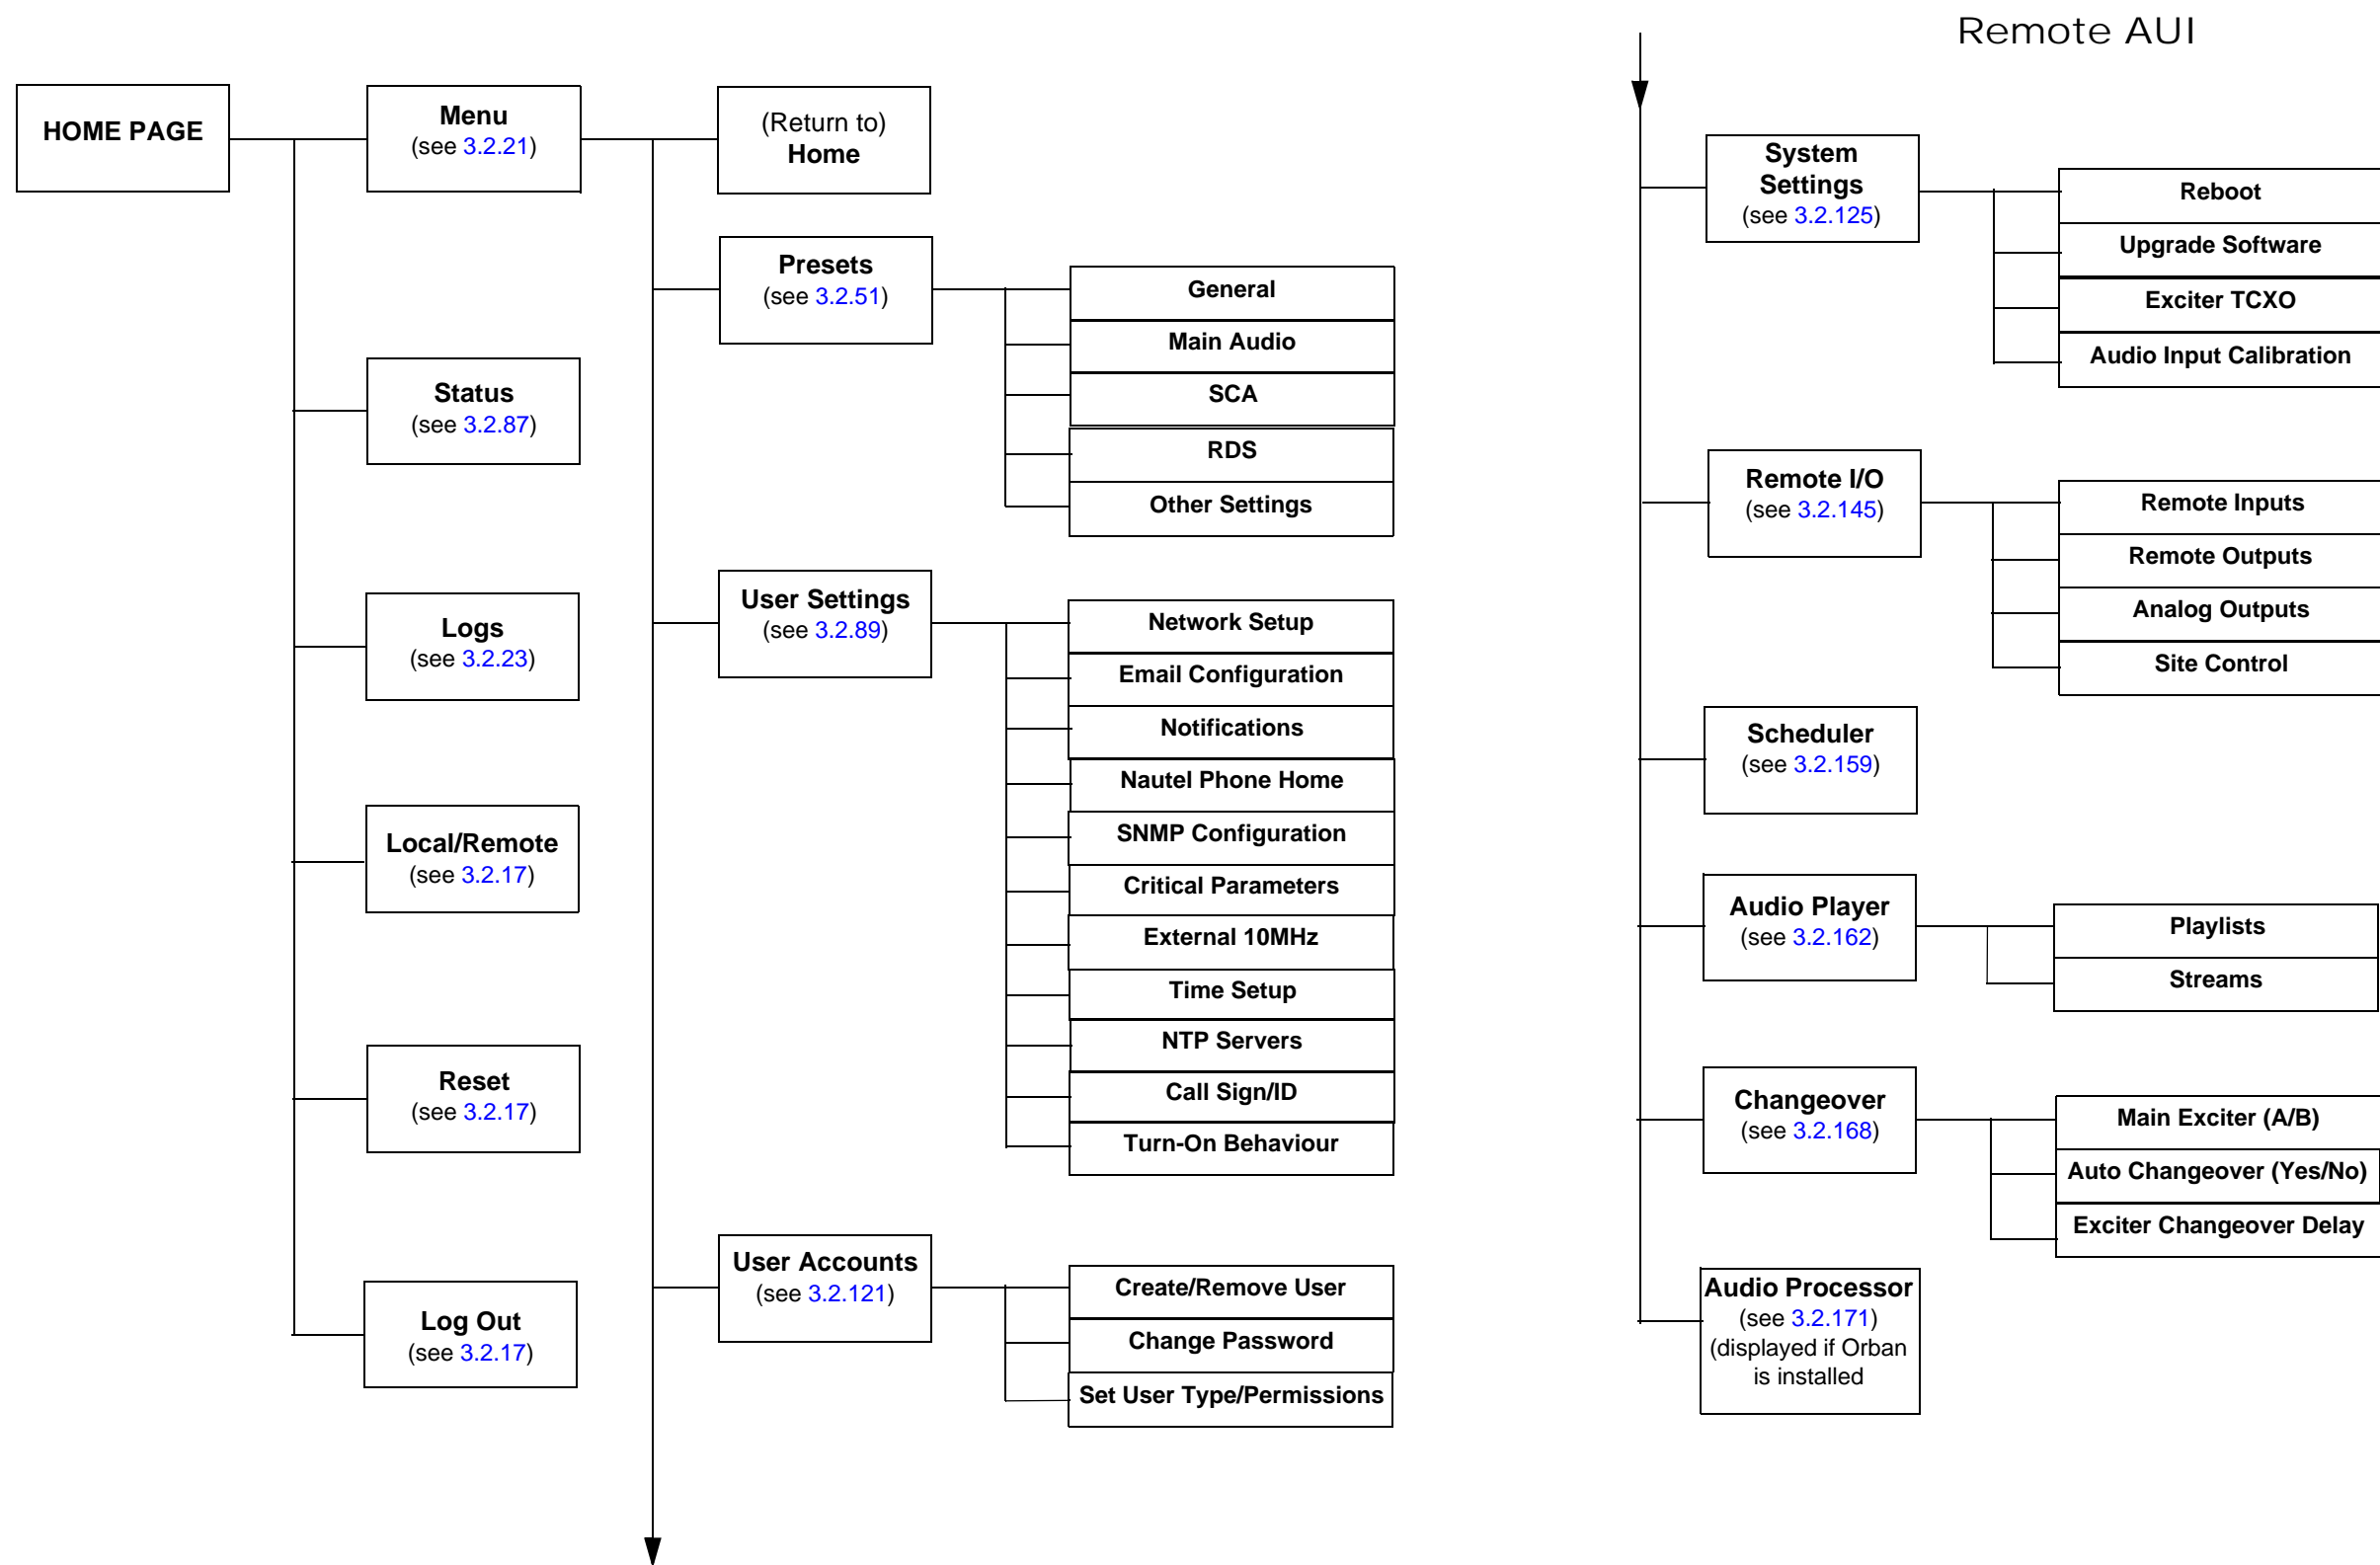 Remote AUI
HOME PAGE
Menu
(see 3.2.21)
Status
(see 3.2.87)
Logs
(see 3.2.23)
Local/Remote
(see 3.2.17)
Reset
(see 3.2.17)
Log Out
(see 3.2.17)
(Return to)
Home
Presets
(see 3.2.51)
General
Main Audio
SCA
RDS
Other Settings
User Settings
(see 3.2.89)
Network Setup
Email Configuration
Notifications
Nautel Phone Home
SNMP Configuration
Critical Parameters
External 10MHz
Time Setup
NTP Servers
Call Sign/ID
Turn-On Behaviour
User Accounts
(see 3.2.121)
Create/Remove User
Change Password
Set User Type/Permissions
System
Settings
(see 3.2.125)
Reboot
Upgrade Software
Exciter TCXO
Audio Input Calibration
Remote I/O
(see 3.2.145)
Remote Inputs
Remote Outputs
Analog Outputs
Site Control
Scheduler
(see 3.2.159)
Audio Player
(see 3.2.162)
Playlists
Streams
Changeover
(see 3.2.168)
Main Exciter (A/B)
Auto Changeover (Yes/No)
Exciter Changeover Delay
Audio Processor
(see 3.2.171)
(displayed if Orban
is installed